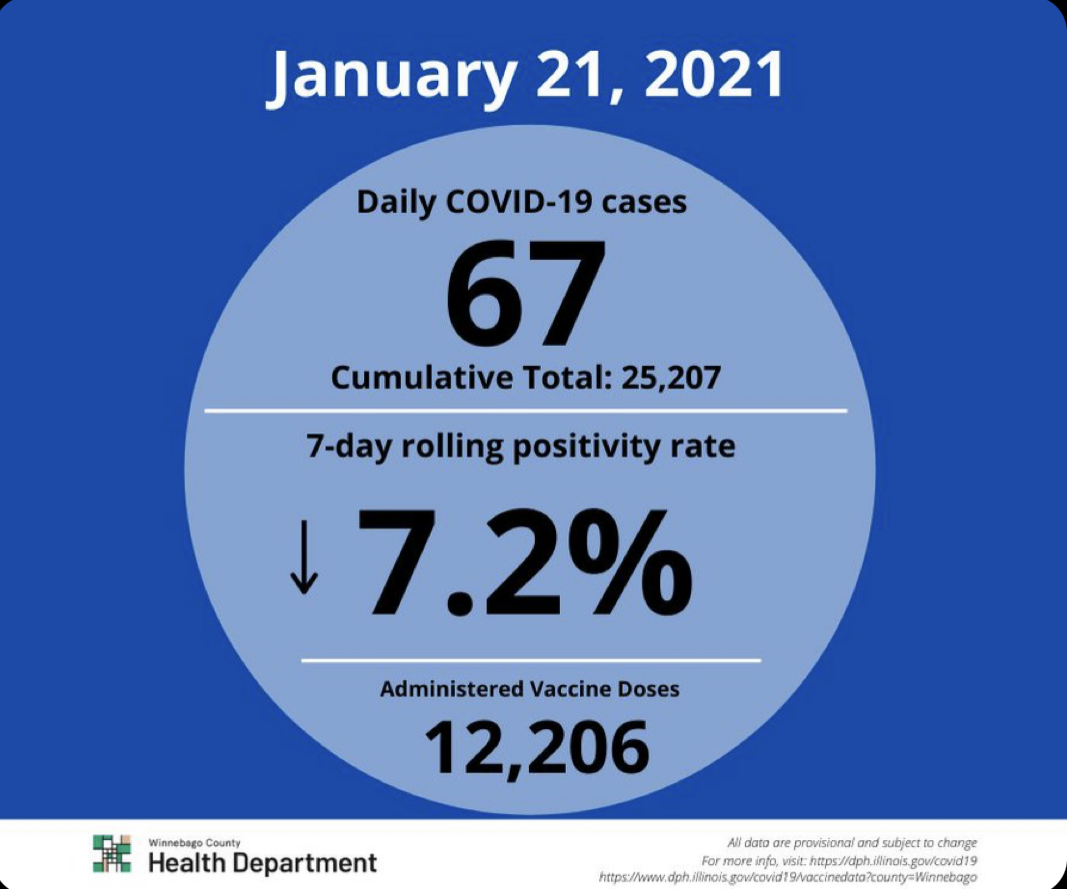 January 21, 2021
Daily COVID-19 cases
67
Cumulative Total: 25,207
7-day rolling positivity rate
↓ 7.2%
Administered Vaccine Doses
12,206
Winnebago County
Health Department
All data are provisional and subject to change
For more info, visit: https://dph.illinois.gov/covid19
https://www.dph.illinois.gov/covid19/vaccinedata?county=Winnebago